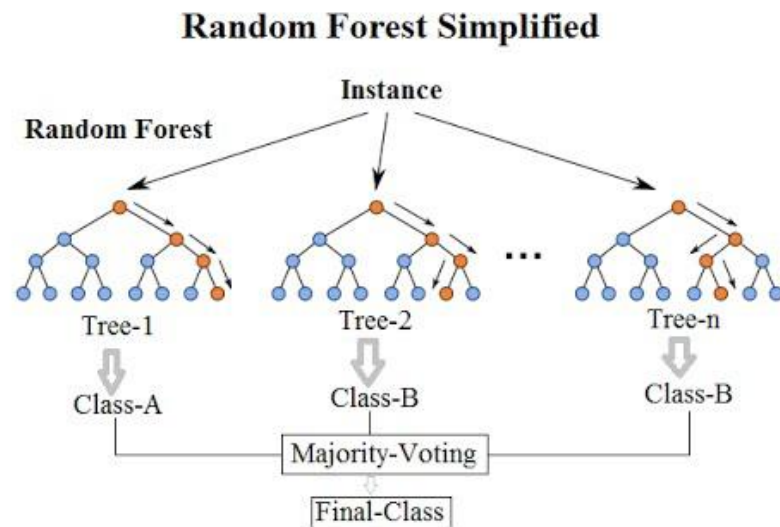 Random Forest Simplified
Instance
Random Forest
...
Tree-1
Tree-2
Tree-n
Class-A
Class-B
Class-B
Majority-Voting
Final-Class